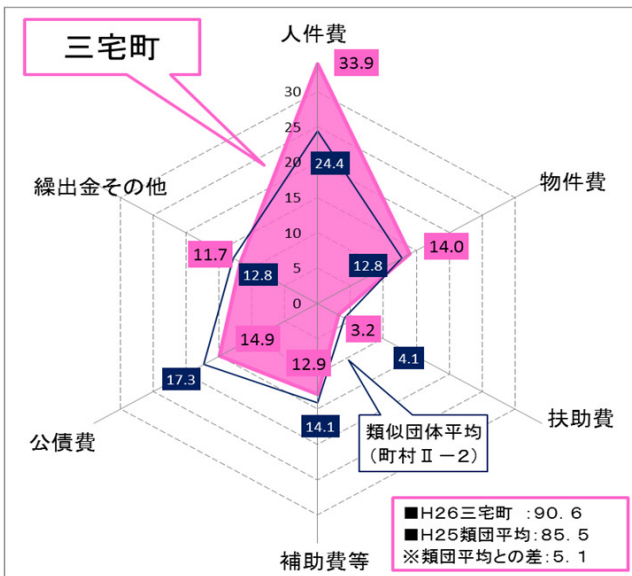 人件費
三宅町
33.9
30
25
24.4
20
繰出金その他
物件費
15
10
11.7
14.0
12.8
12.8
5
0
3.2
14.9
12.9
4.1
17.3
14.1
類似団体平均
(町村Ⅱー2)
扶助費
公債費
補助費等
■H26三宅町 :90.6
■H25類団平均:85.5
※類団平均との差:5.1